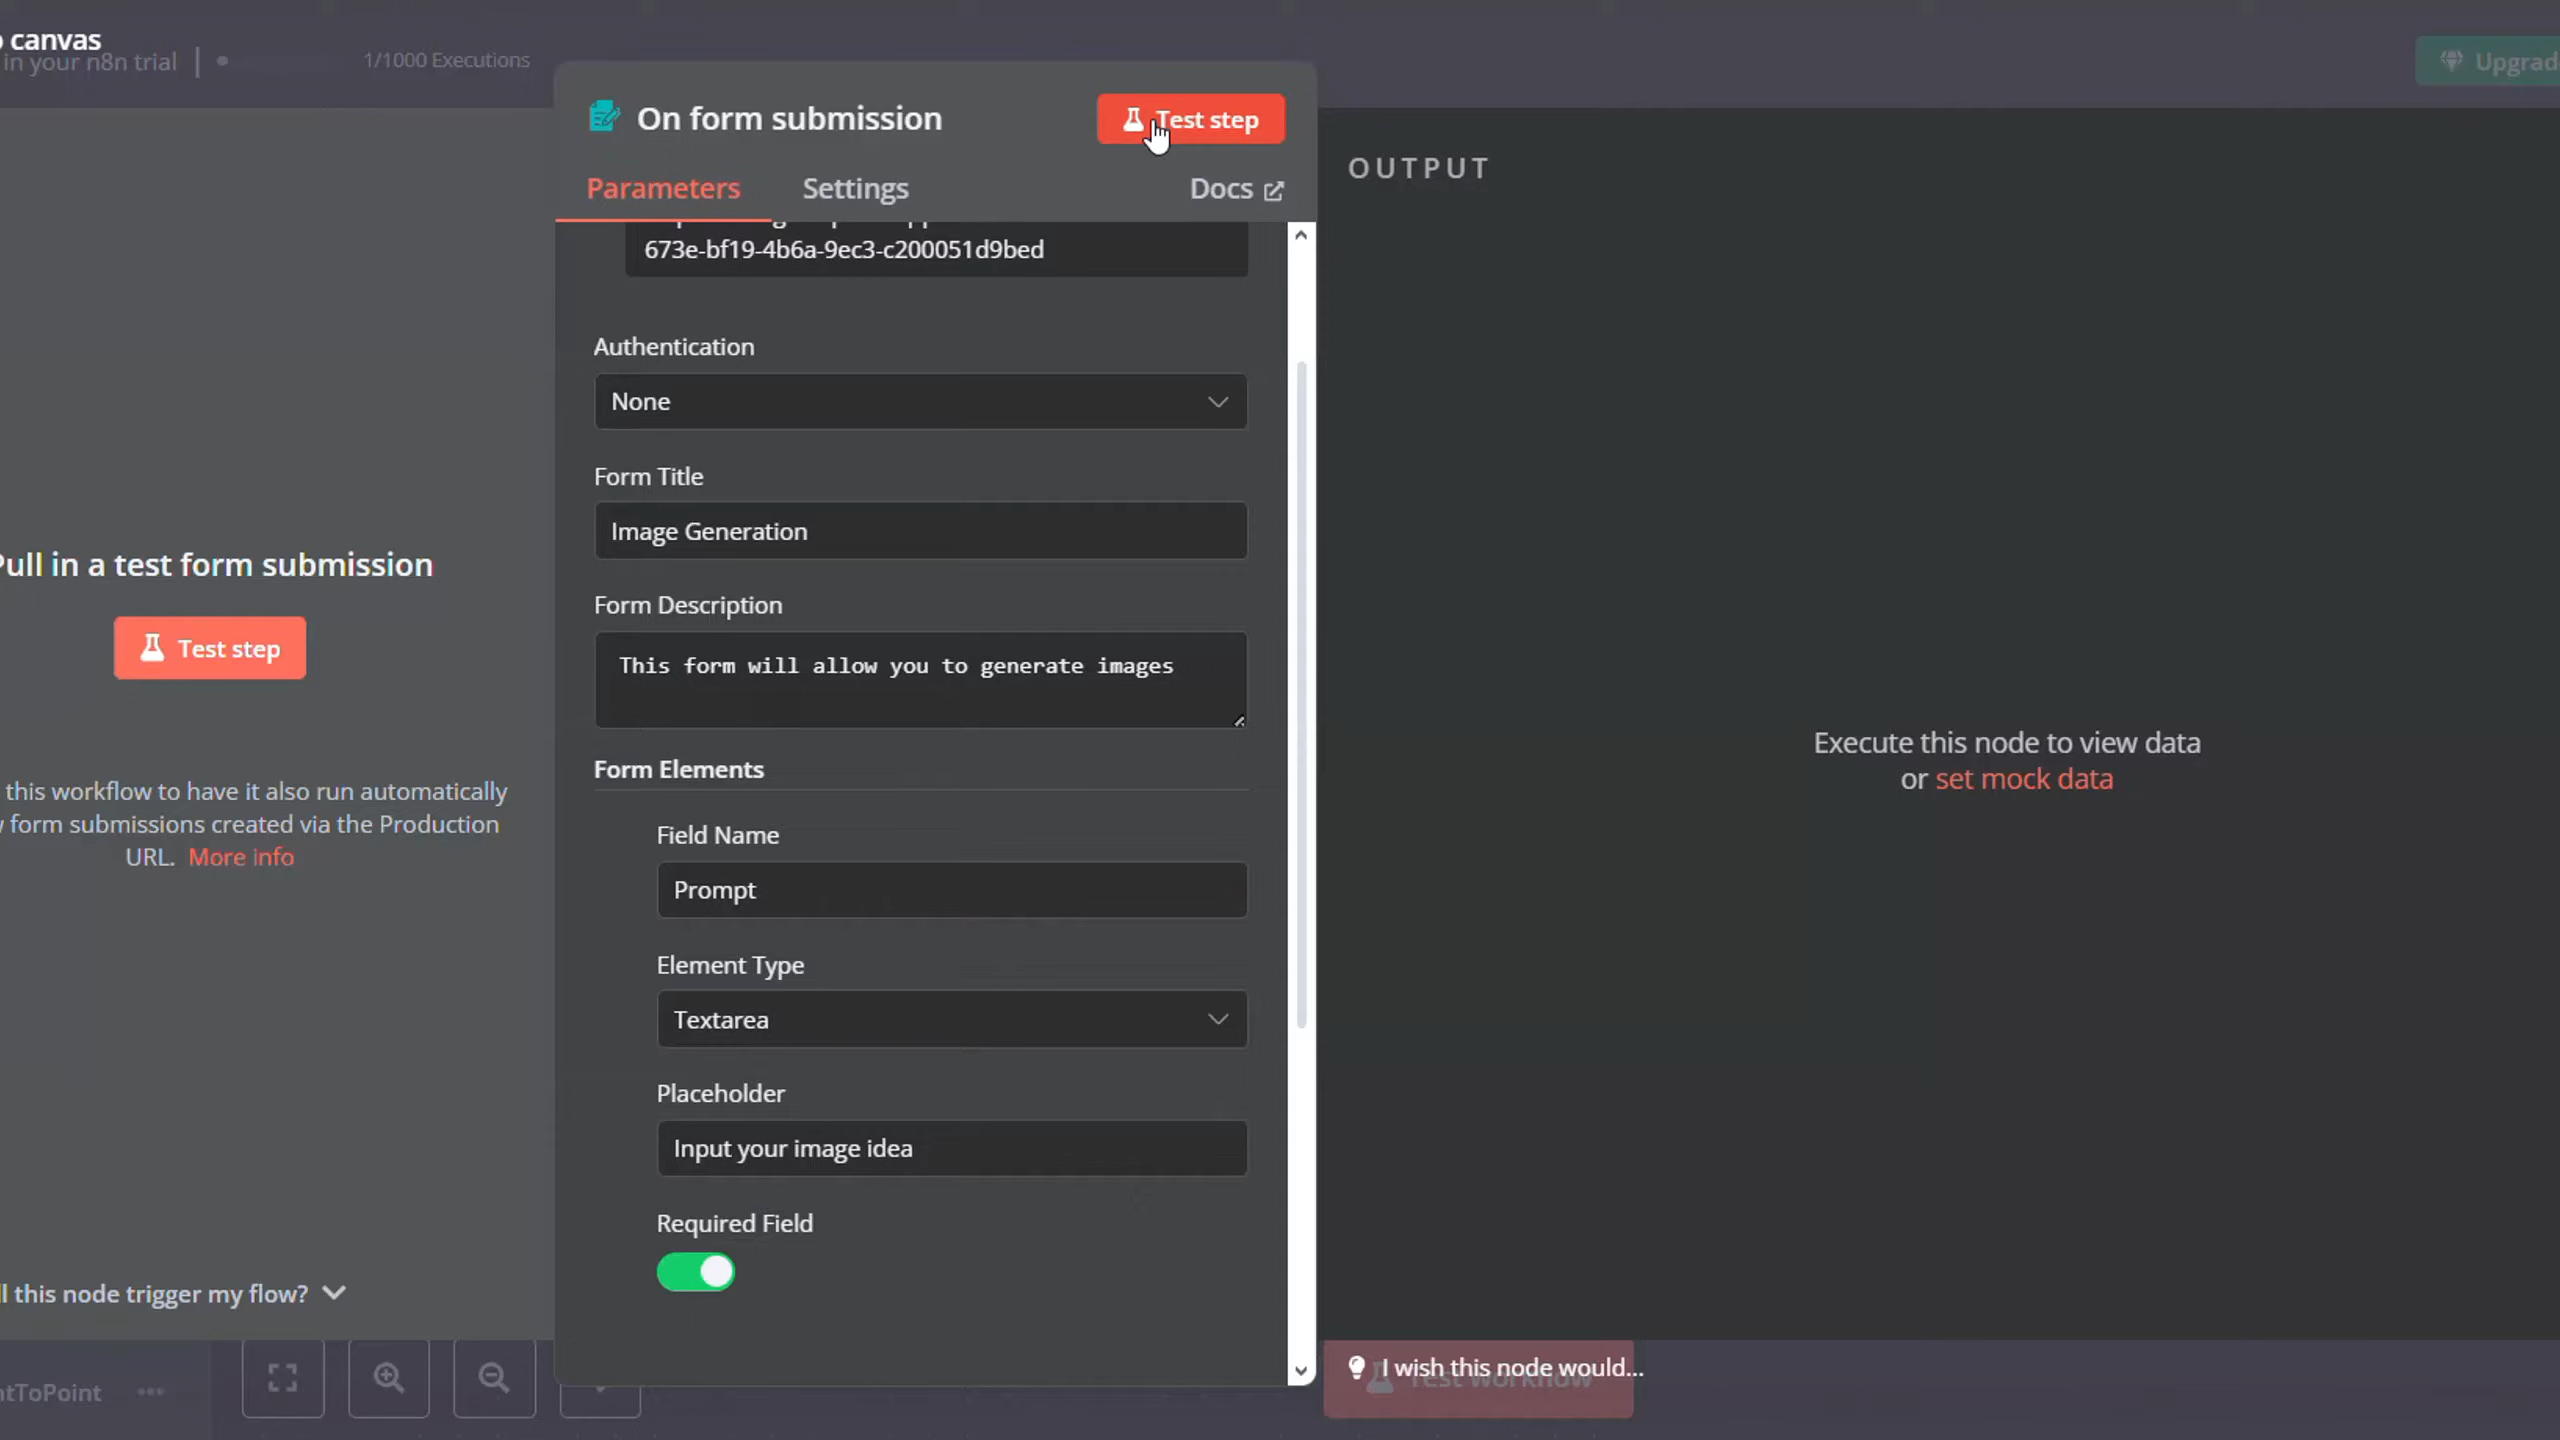 canvas
in your n8n trial
1/1000 Executions
Upgrad
On form submission
Test step
Parameters
Settings
Docs
OUTPUT
673e-bf19-4b6a-9ec3-c200051d9bed
Authentication
None
Form Title
Image Generation
Form Description
This form will allow you to generate images
Form Elements
Field Name
Prompt
Element Type
Textarea
Placeholder
Input your image idea
Required Field
Pull in a test form submission
Test step
this workflow to have it also run automatically
form submissions created via the Production
URL. More info
this node trigger my flow?
Execute this node to view data
or set mock data
ntToPoint
I wish this node would...
Test workflow